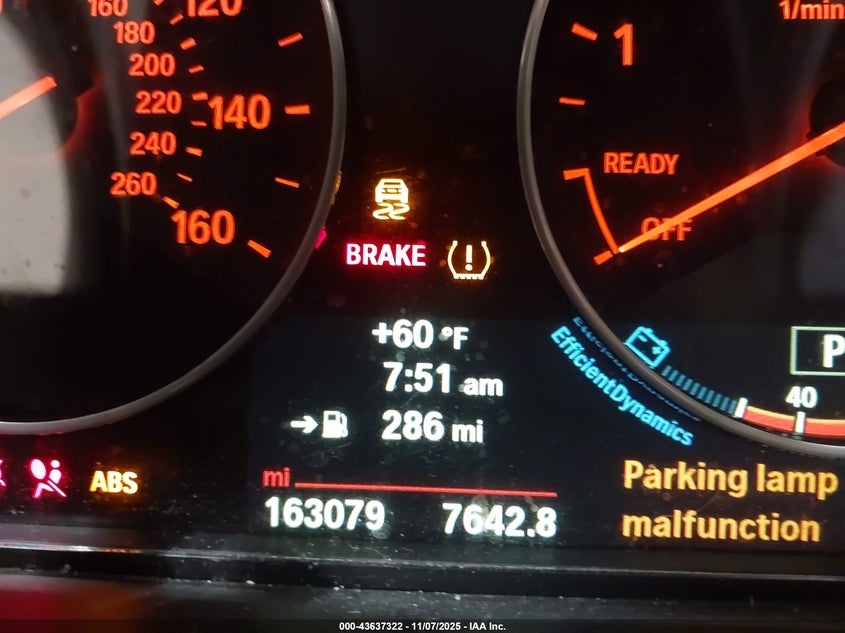 160
120
180
200
220
140
240
260
160
1/min
1
READY
OFF
BRAKE
+60 °F
7:51 am
286 mi
EfficientDynamics
P
40
ABS
mi
163079 7642.8
Parking lamp
malfunction
000-43637322 - 11/07/2025 - IAA Inc.